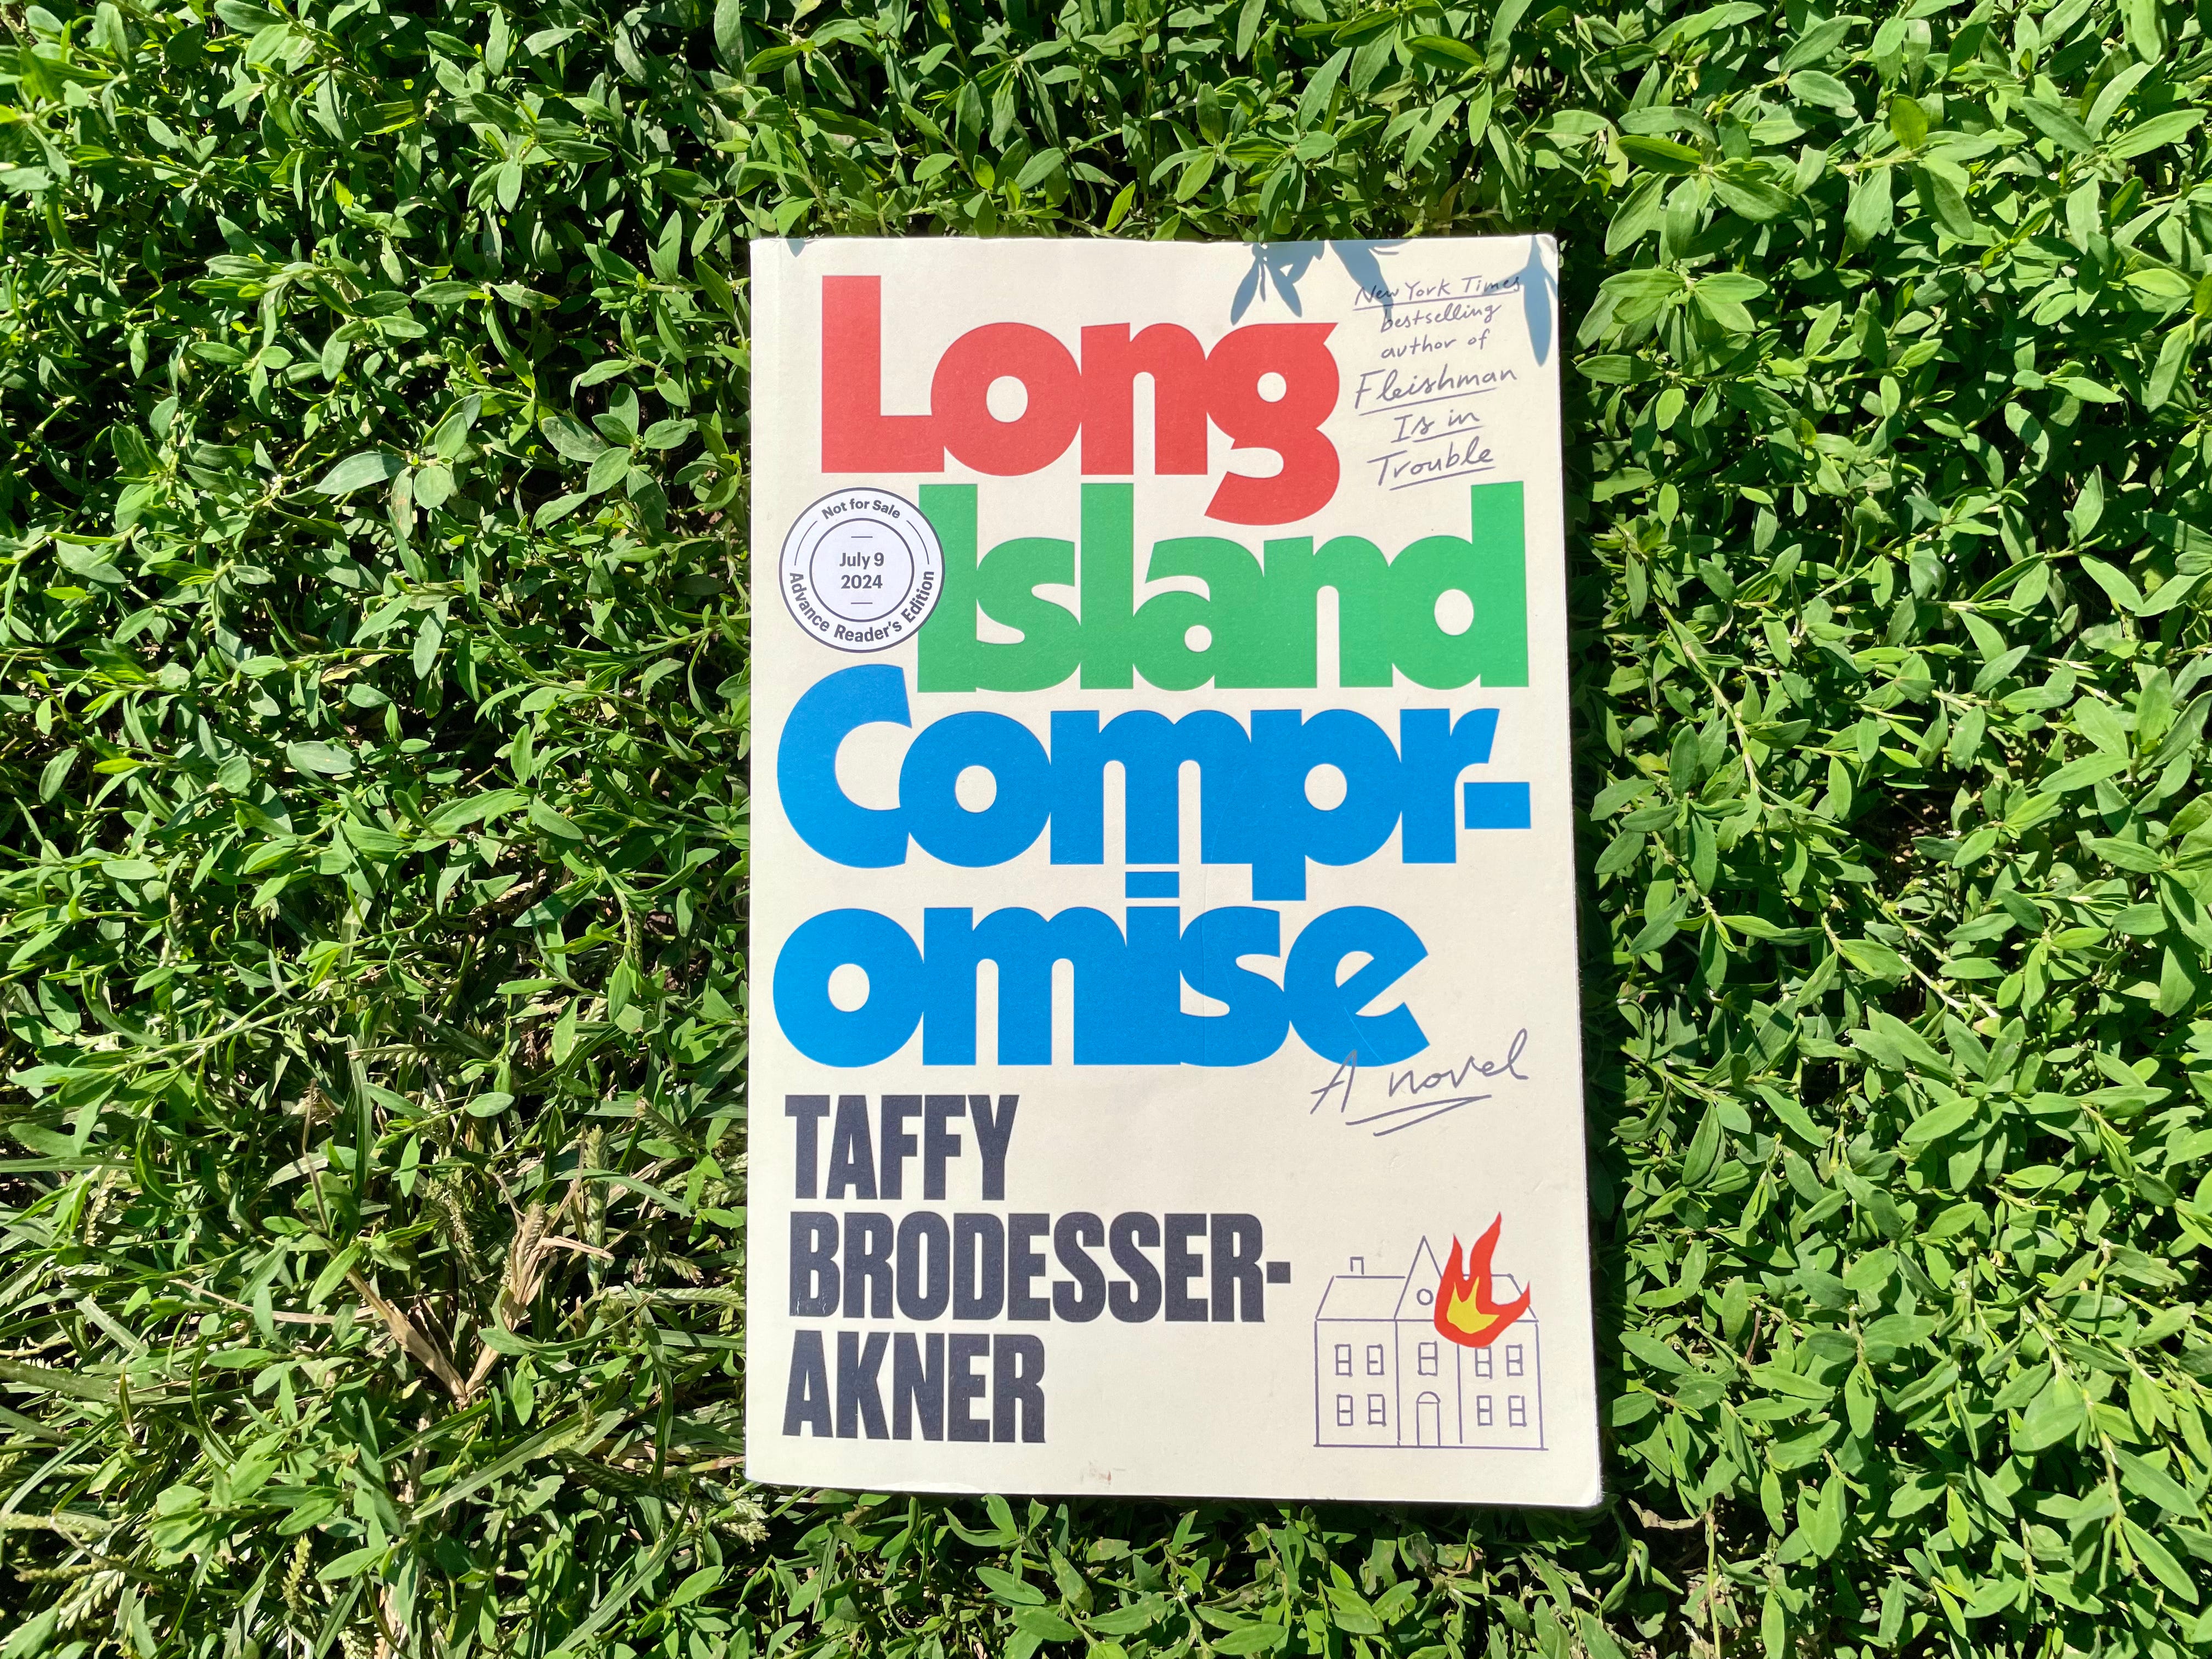 Long
New York Times
bestselling
author of
Fleishman
Is in
Trouble
Not for Sale
July 9
2024
Advance Reader's Edition
Island
Compr-
omise
A novel
TAFFY
BRODESSER-
AKNER